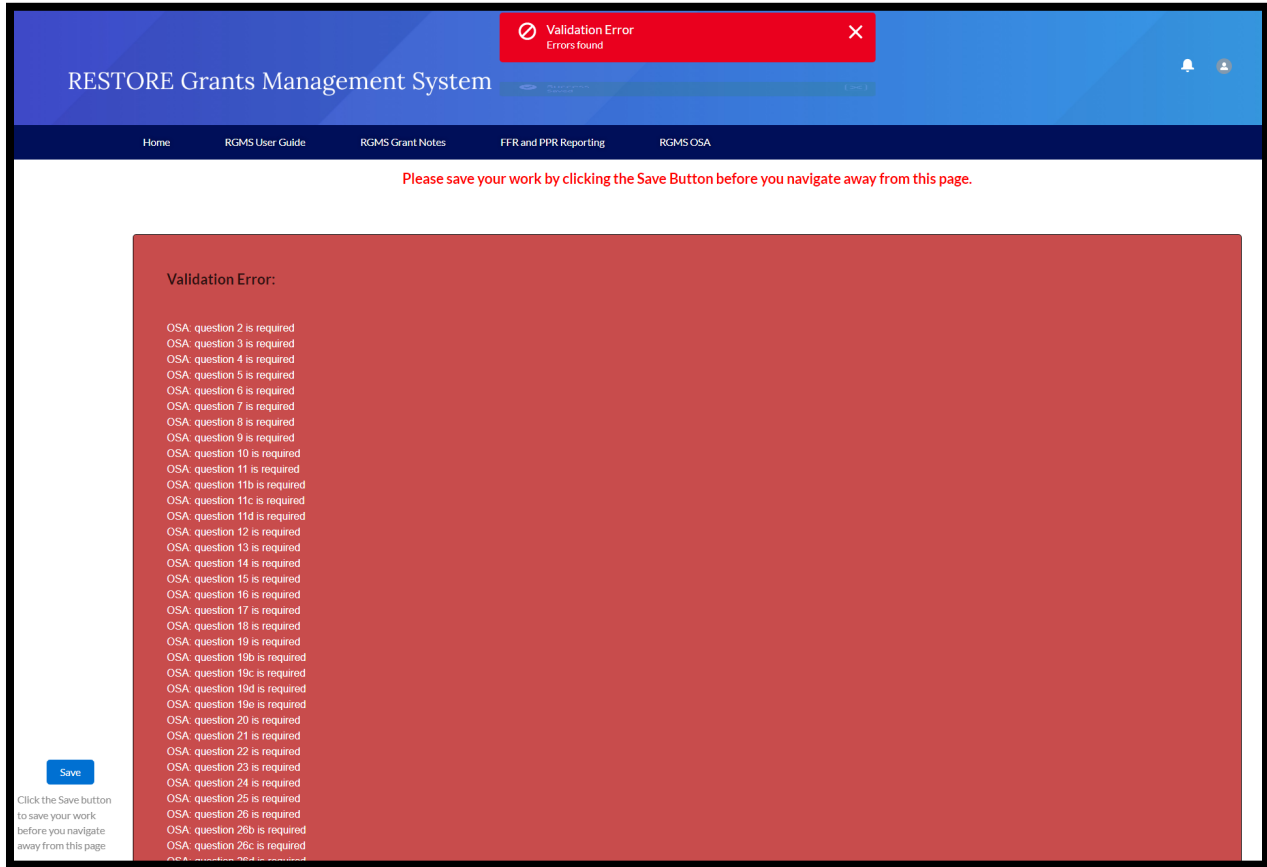 Validation Error
Errors found
RESTORE Grants Management System
Home RGMS User Guide RGMS Grant Notes FFR and PPR Reporting RGMS OSA
Please save your work by clicking the Save Button before you navigate away from this page.
Validation Error:
OSA: question 2 is required
OSA: question 3 is required
OSA: question 4 is required
OSA: question 5 is required
OSA: question 6 is required
OSA: question 7 is required
OSA: question 8 is required
OSA: question 9 is required
OSA: question 10 is required
OSA: question 11 is required
OSA: question 11b is required
OSA: question 11c is required
OSA: question 11d is required
OSA: question 12 is required
OSA: question 13 is required
OSA: question 14 is required
OSA: question 15 is required
OSA: question 16 is required
OSA: question 17 is required
OSA: question 18 is required
OSA: question 19 is required
OSA: question 19b is required
OSA: question 19c is required
OSA: question 19d is required
OSA: question 19e is required
OSA: question 20 is required
OSA: question 21 is required
OSA: question 22 is required
OSA: question 23 is required
OSA: question 24 is required
OSA: question 25 is required
OSA: question 26 is required
OSA: question 26b is required
OSA: question 26c is required
OSA: question 26d is required
Save
Click the Save button
to save your work
before you navigate
away from this page